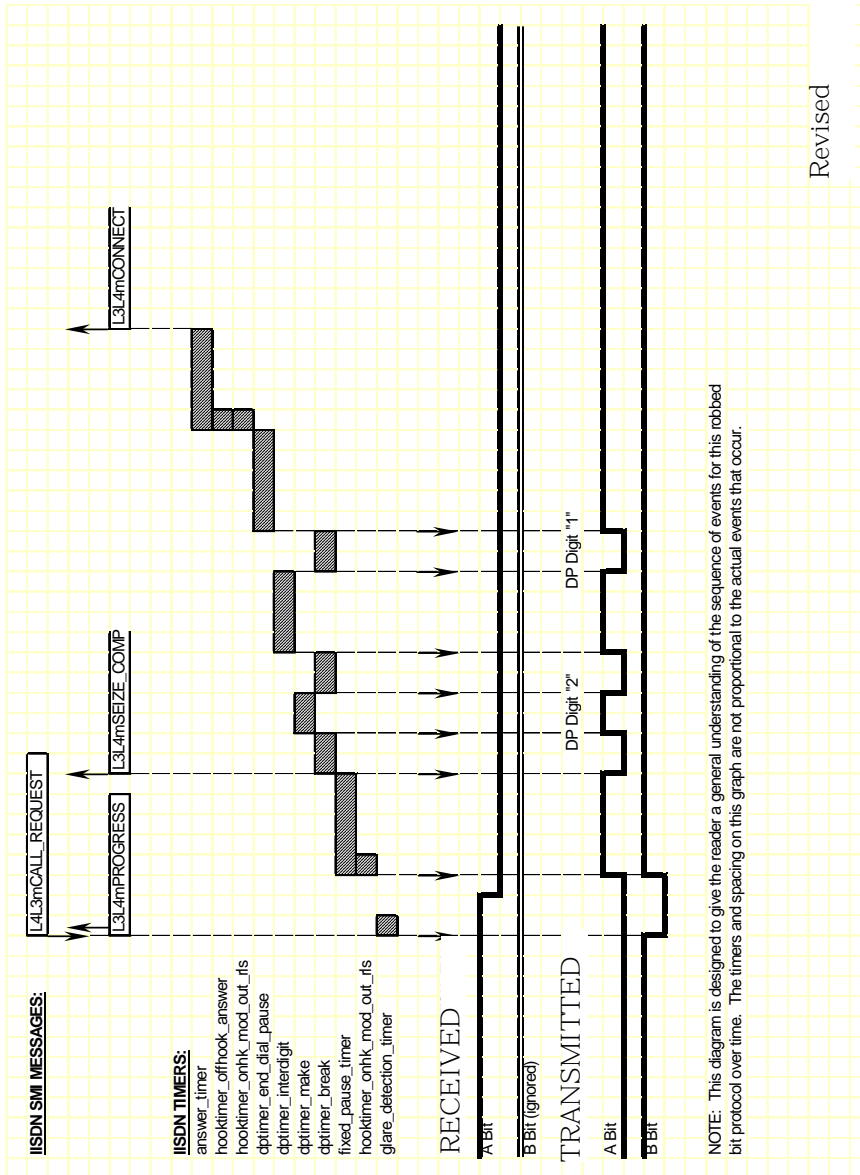 IISDN SMI MESSAGES:
L4L3mCALL_REQUEST
L3L4mPROGRESS
L3L4mSEIZE_COMP
L3L4mCONNECT
IISDN TIMERS:
answer_timer
hooktimer_offhook_answer
hooktimer_onhk_mod_out_rls
dptimer_end_dial_pause
dptimer_interdigit
dptimer_make
dptimer_break
fixed_pause_timer
hooktimer_onhk_mod_out_rls
glare_detection_timer
RECEIVED
A Bit
B Bit (ignored)
TRANSMITTED
DP Digit "2"
DP Digit "1"
A Bit
B Bit
NOTE: This diagram is designed to give the reader a general understanding of the sequence of events for this robbed
bit protocol over time. The timers and spacing on this graph are not proportional to the actual events that occur.
Revised